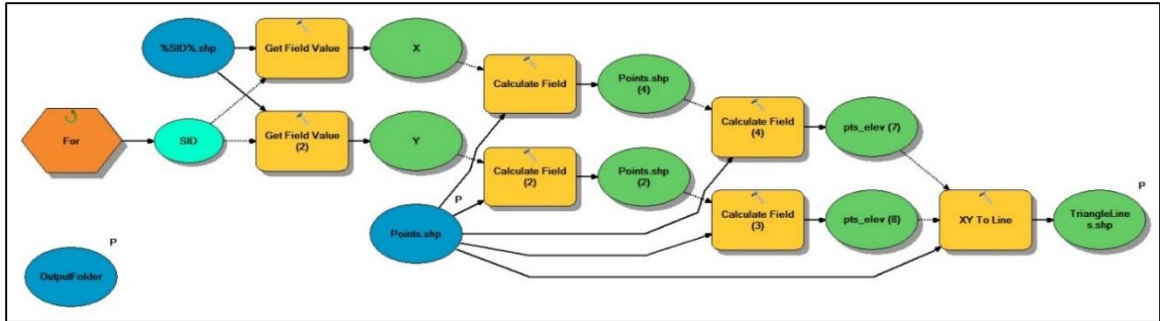 %SID%.shp
Get Field Value
X
Calculate Field
Points.shp
(4)
Calculate Field
(4)
pts_elev (7)
For
SID
Get Field Value
(2)
Y
Calculate Field
(2)
Points.shp
(2)
Calculate Field
(3)
pts_elev (8)
XY To Line
P
TriangleLine
s.shp
P
Points.shp
P
OutputFolder